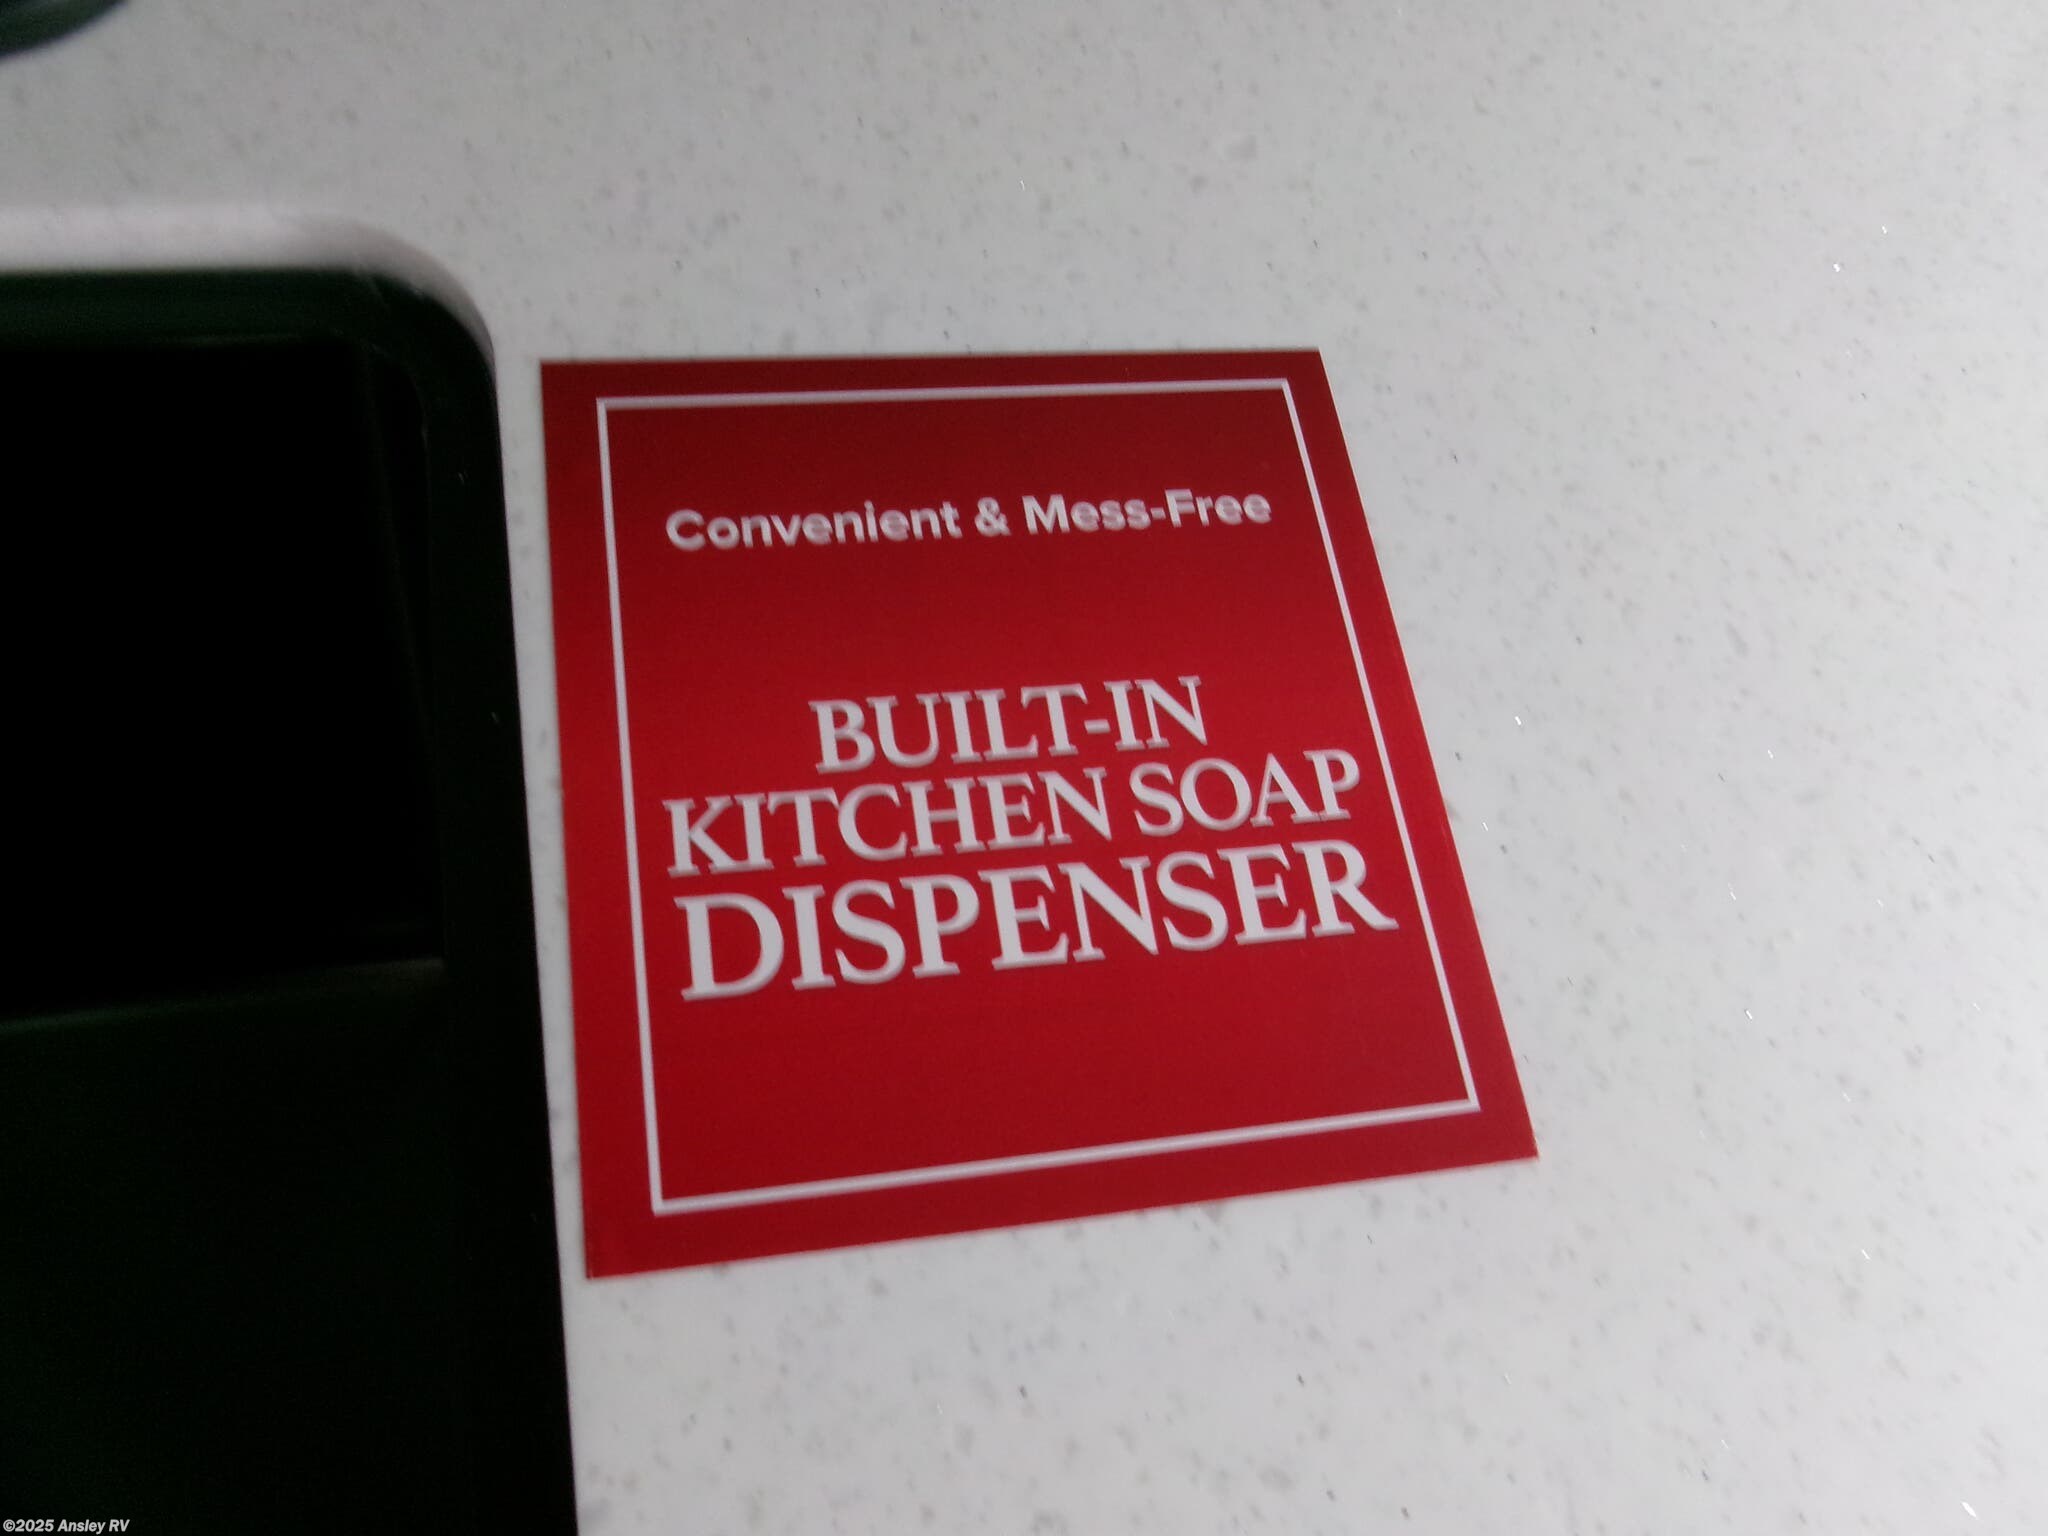 Convenient & Mess-Free
BUILT-IN
KITCHEN SOAP
DISPENSER
©2025 Ansley RV